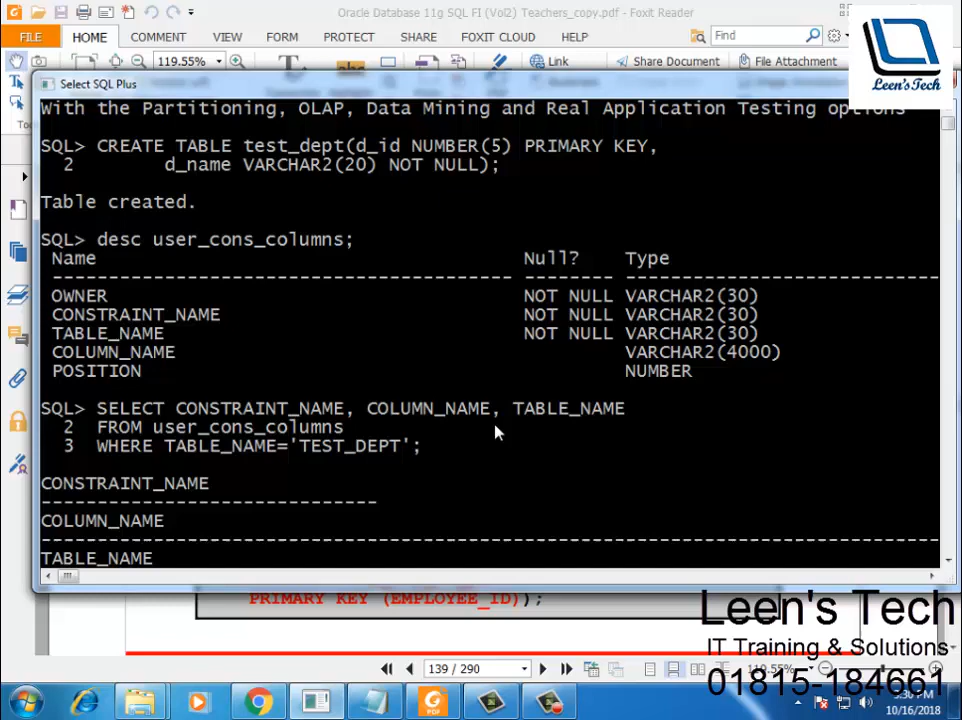 Oracle Database 11g SQL FI (Vol2) Teachers_copy.pdf - Foxit Reader
FILE HOME COMMENT VIEW FORM PROTECT SHARE FOXIT CLOUD HELP Find
119.55% Link Share Document File Attachment
Leen'sTech
Select SQL Plus
With the Partitioning, OLAP, Data Mining and Real Application Testing options
SQL> CREATE TABLE test_dept(d_id NUMBER(5) PRIMARY KEY,
2 d_name VARCHAR2(20) NOT NULL);
Table created.
SQL> desc user_cons_columns;
Name Null? Type
OWNER NOT NULL VARCHAR2(30)
CONSTRAINT_NAME NOT NULL VARCHAR2(30)
TABLE_NAME NOT NULL VARCHAR2(30)
COLUMN_NAME VARCHAR2(4000)
POSITION NUMBER
SQL> SELECT CONSTRAINT_NAME, COLUMN_NAME, TABLE_NAME
2 FROM user_cons_columns
3 WHERE TABLE_NAME='TEST_DEPT';
CONSTRAINT_NAME
COLUMN_NAME
TABLE_NAME
PRIMARY KEY (EMPLOYEE_ID));
Leen's Tech
IT Training & Solutions
01815-184661
139 / 290
119.55%
10/16/2018